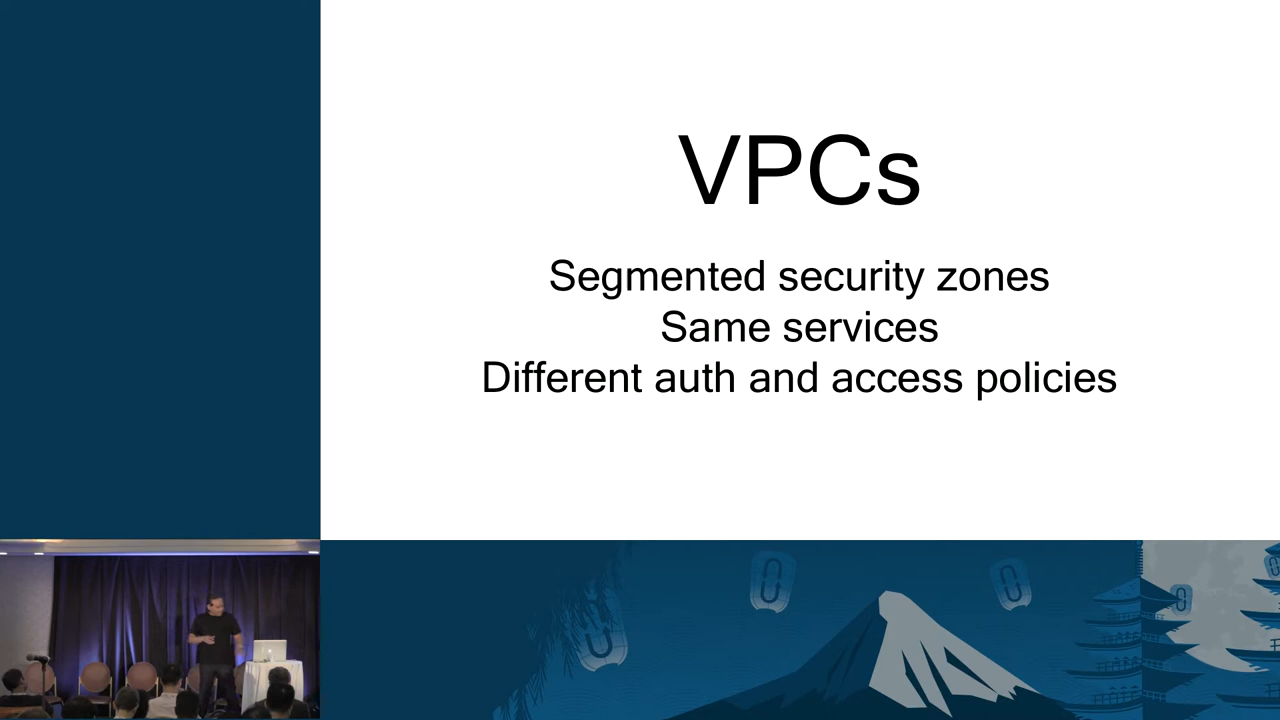 VPCs
Segmented security zones
Same services
Different auth and access policies